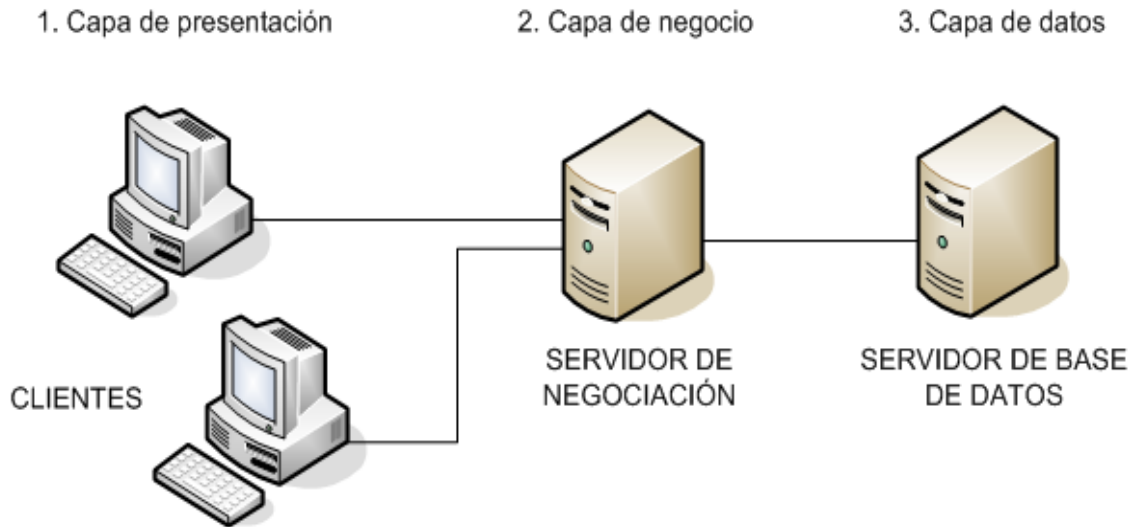 1. Capa de presentación
2. Capa de negocio
3. Capa de datos
CLIENTES
SERVIDOR DE
NEGOCIACIÓN
SERVIDOR DE BASE
DE DATOS